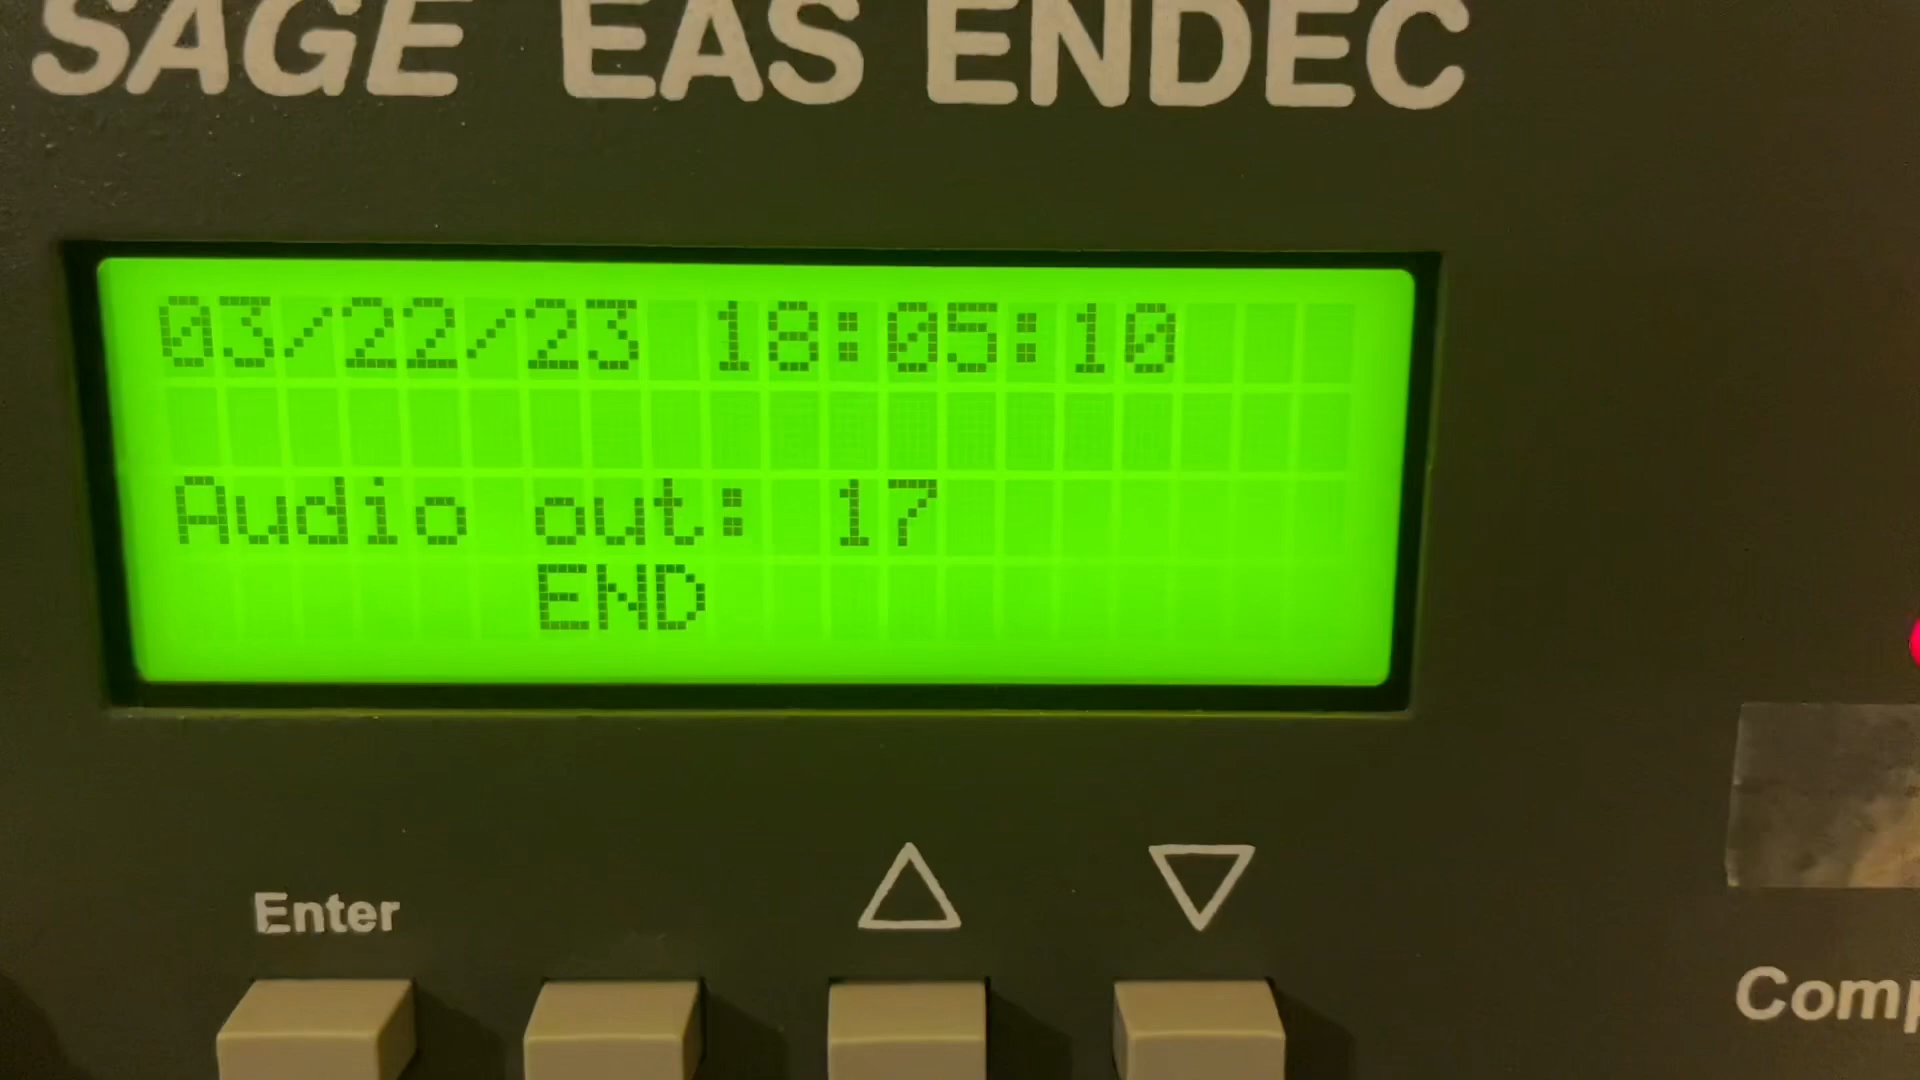 SAGE EAS ENDEC
03/22/23 18:05:10
Audio out: 17
END
Enter
Comp